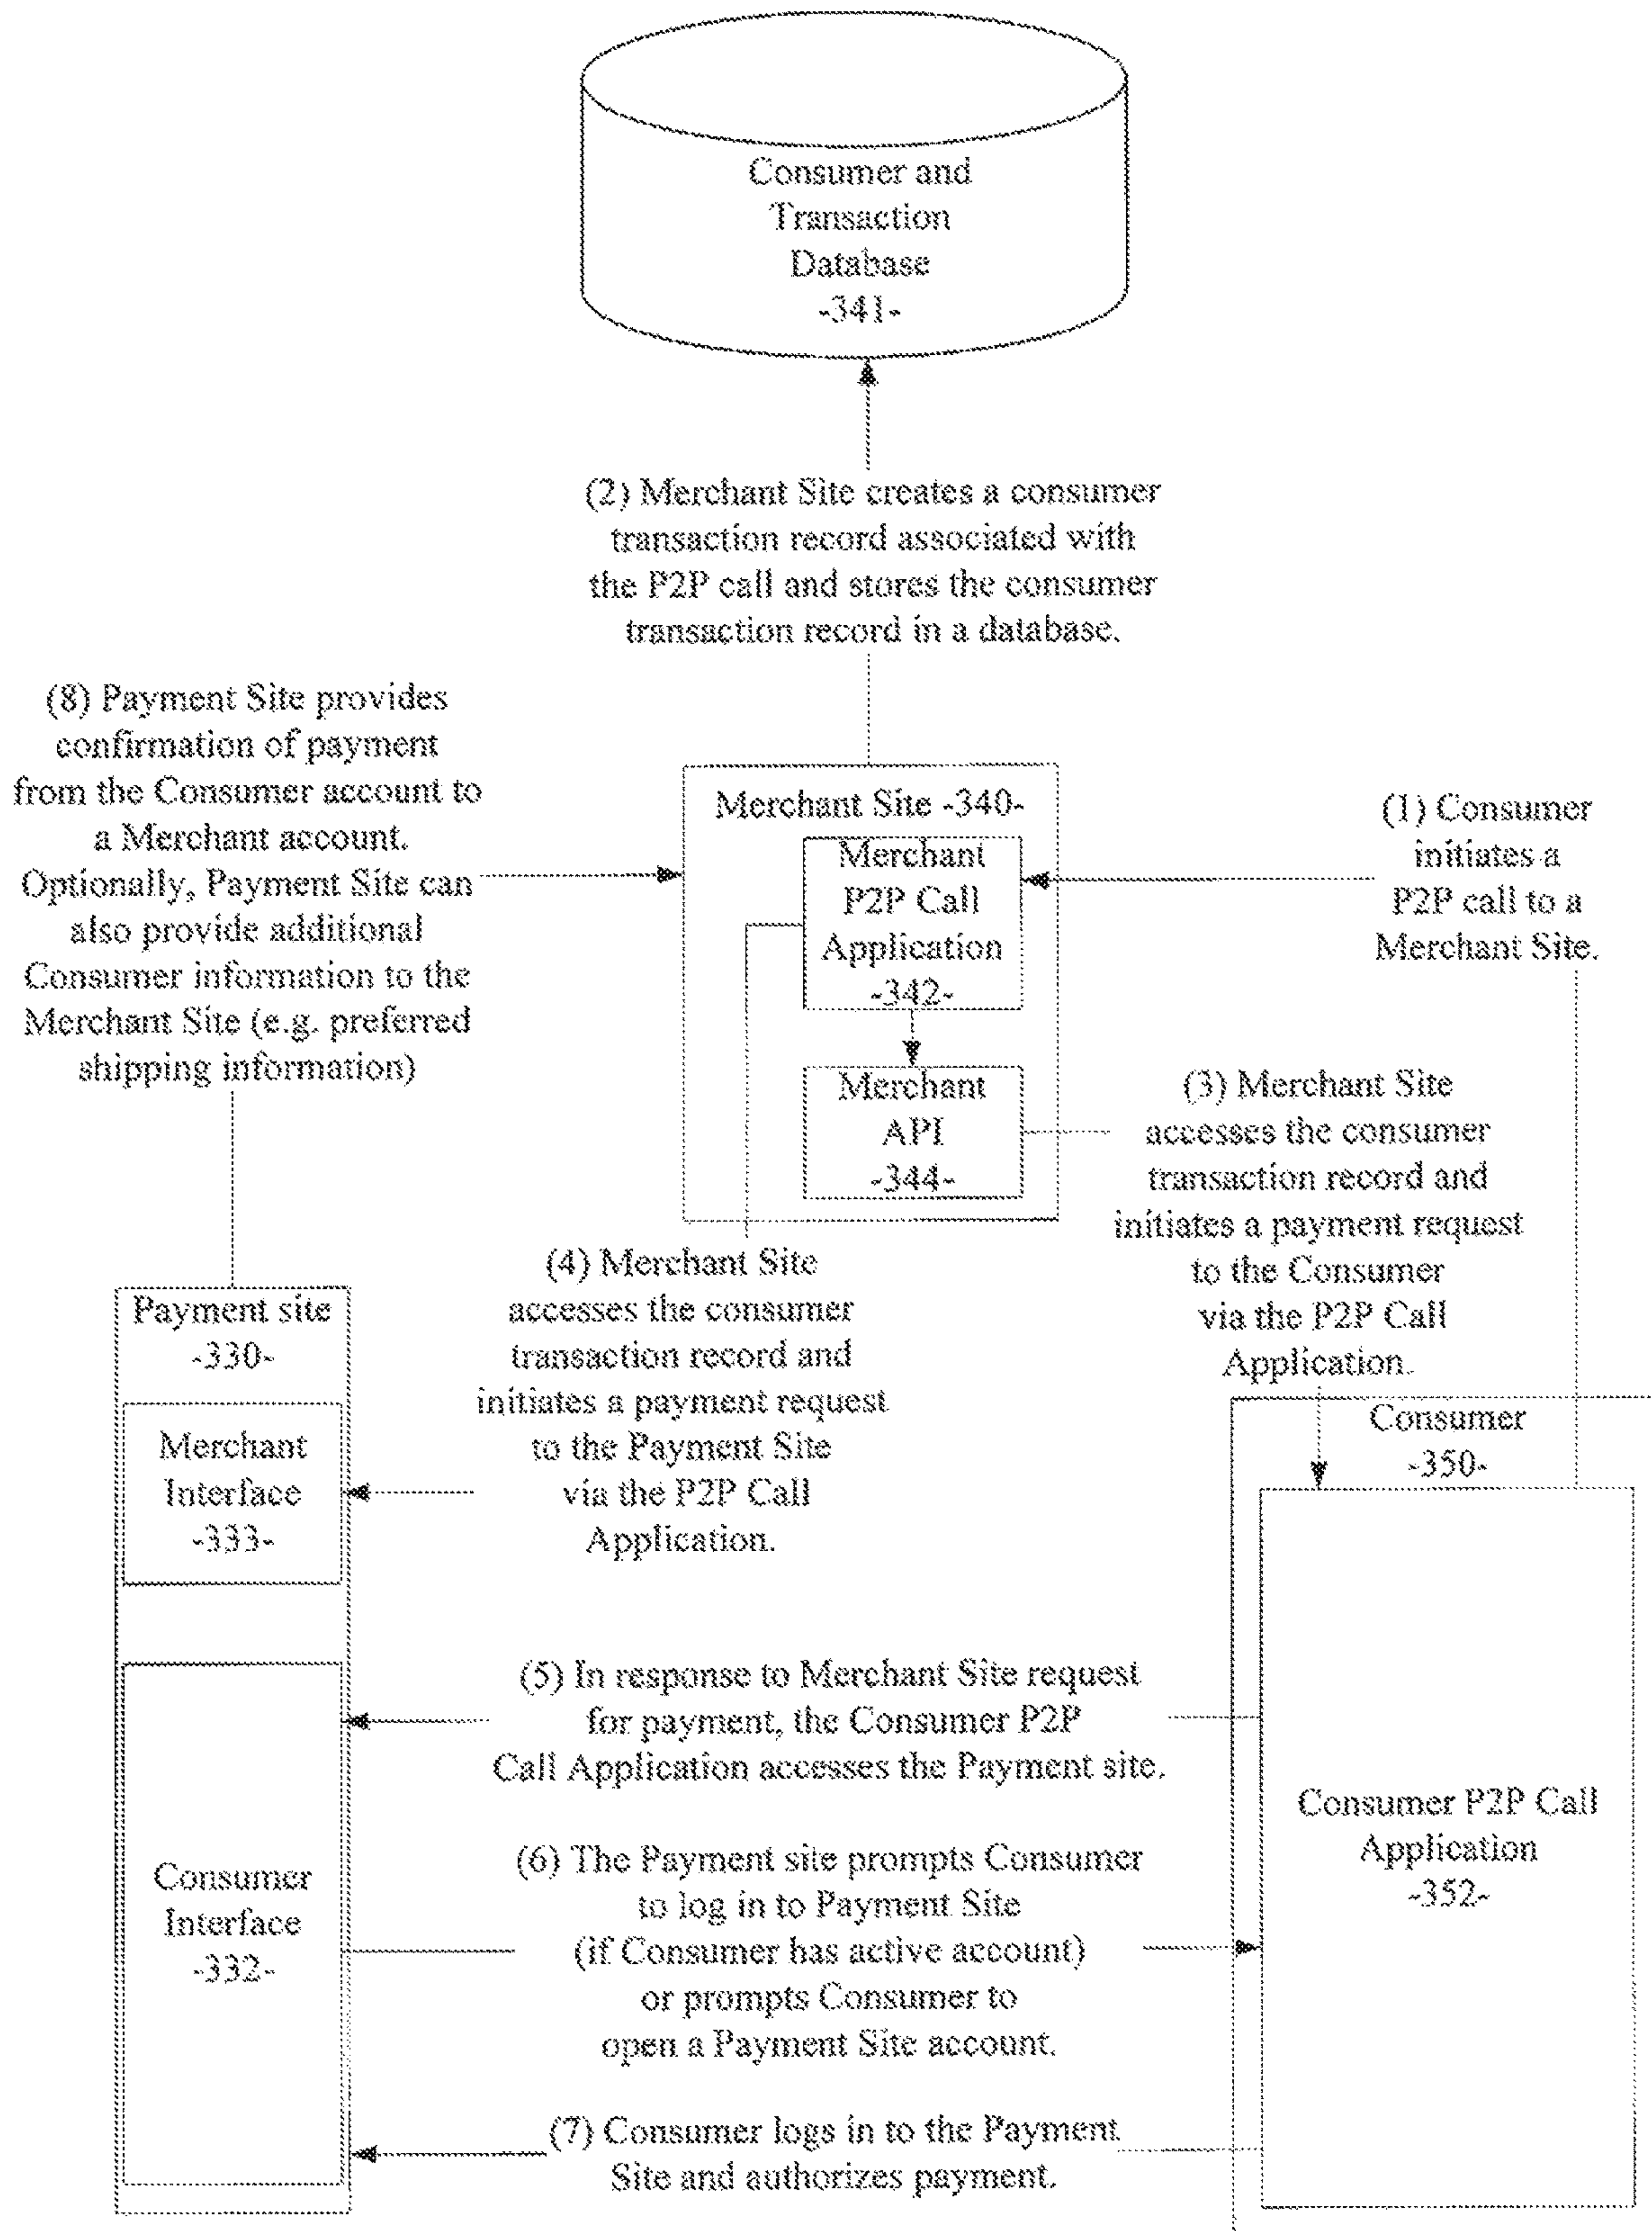 Consumer and
Transaction
Database
-341-
(2) Merchant Site creates a consumer
transaction record associated with
the P2P call and stores the consumer
transaction record in a database.
(8) Payment Site provides
confirmation of payment
from the Consumer account to
a Merchant account.
Optionally, Payment Site can
also provide additional
Consumer information to the
Merchant Site (e.g. preferred
shipping information)
Merchant Site -340-
Merchant
P2P Call
Application
-342-
Merchant
API
-344-
(1) Consumer
initiates a
P2P call to a
Merchant Site.
(3) Merchant Site
accesses the consumer
transaction record and
initiates a payment request
to the Consumer
via the P2P Call
Application.
(4) Merchant Site
accesses the consumer
transaction record and
initiates a payment request
to the Payment Site
via the P2P Call
Application.
Payment site
-330-
Merchant
Interface
-333-
Consumer
-350-
(5) In response to Merchant Site request
for payment, the Consumer P2P
Call Application accesses the Payment site.
Consumer P2P Call
Application
-352-
Consumer
Interface
-332-
(6) The Payment site prompts Consumer
to log in to Payment Site
(if Consumer has active account)
or prompts Consumer to
open a Payment Site account.
(7) Consumer logs in to the Payment
Site and authorizes payment.